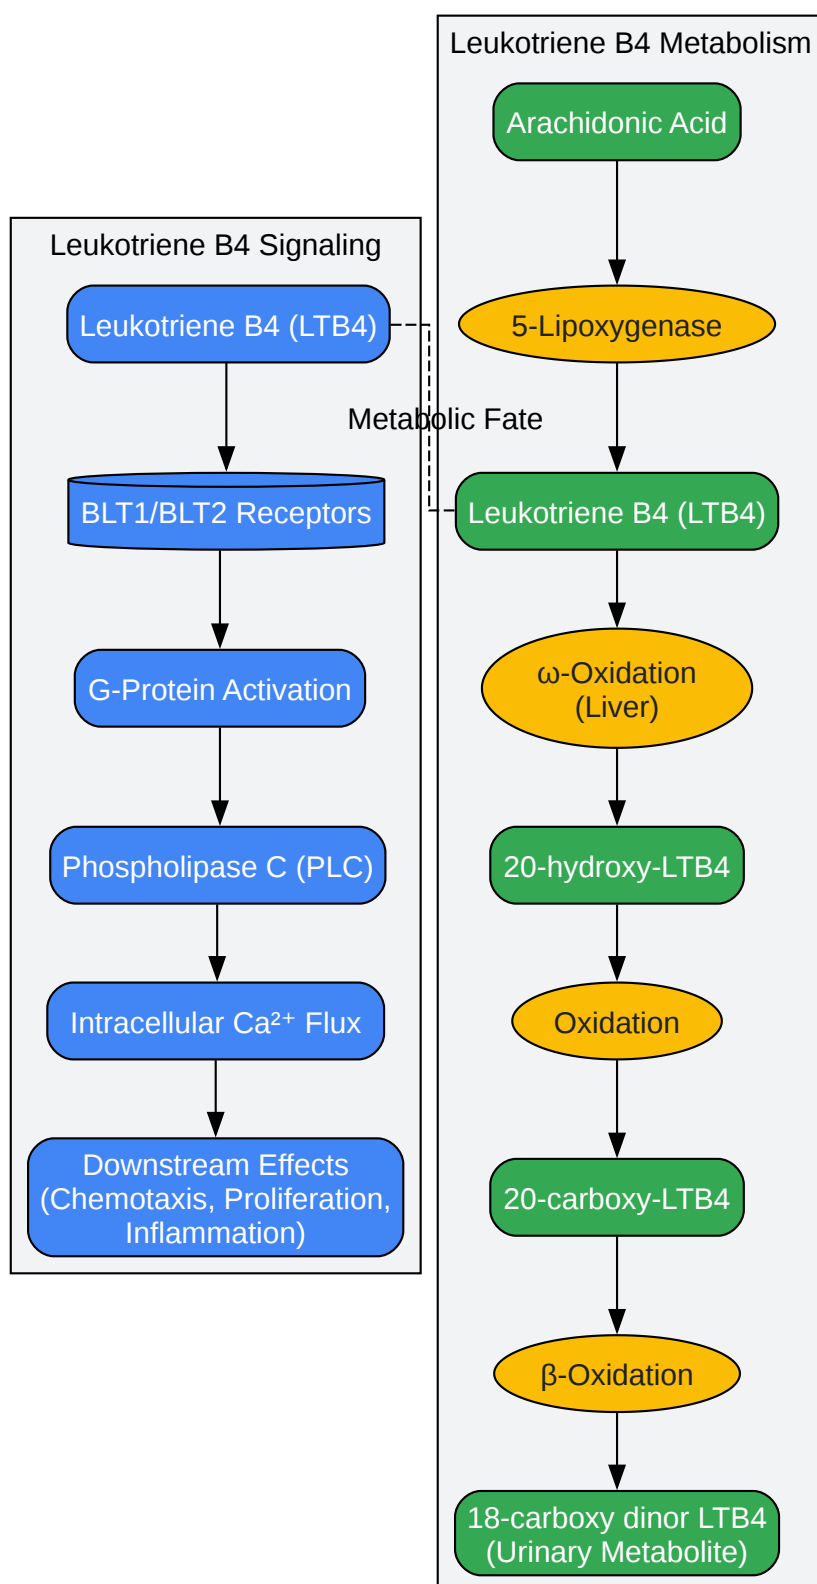 Leukotriene B4 Signaling
Leukotriene B4 (LTB4)
BLT1/BLT2 Receptors
G-Protein Activation
Phospholipase C (PLC)
Intracellular Ca²⁺ Flux
Downstream Effects
(Chemotaxis, Proliferation,
Inflammation)
Metabolic Fate
Leukotriene B4 Metabolism
Arachidonic Acid
5-Lipoxygenase
Leukotriene B4 (LTB4)
ω-Oxidation
(Liver)
20-hydroxy-LTB4
Oxidation
20-carboxy-LTB4
β-Oxidation
18-carboxy dinor LTB4
(Urinary Metabolite)